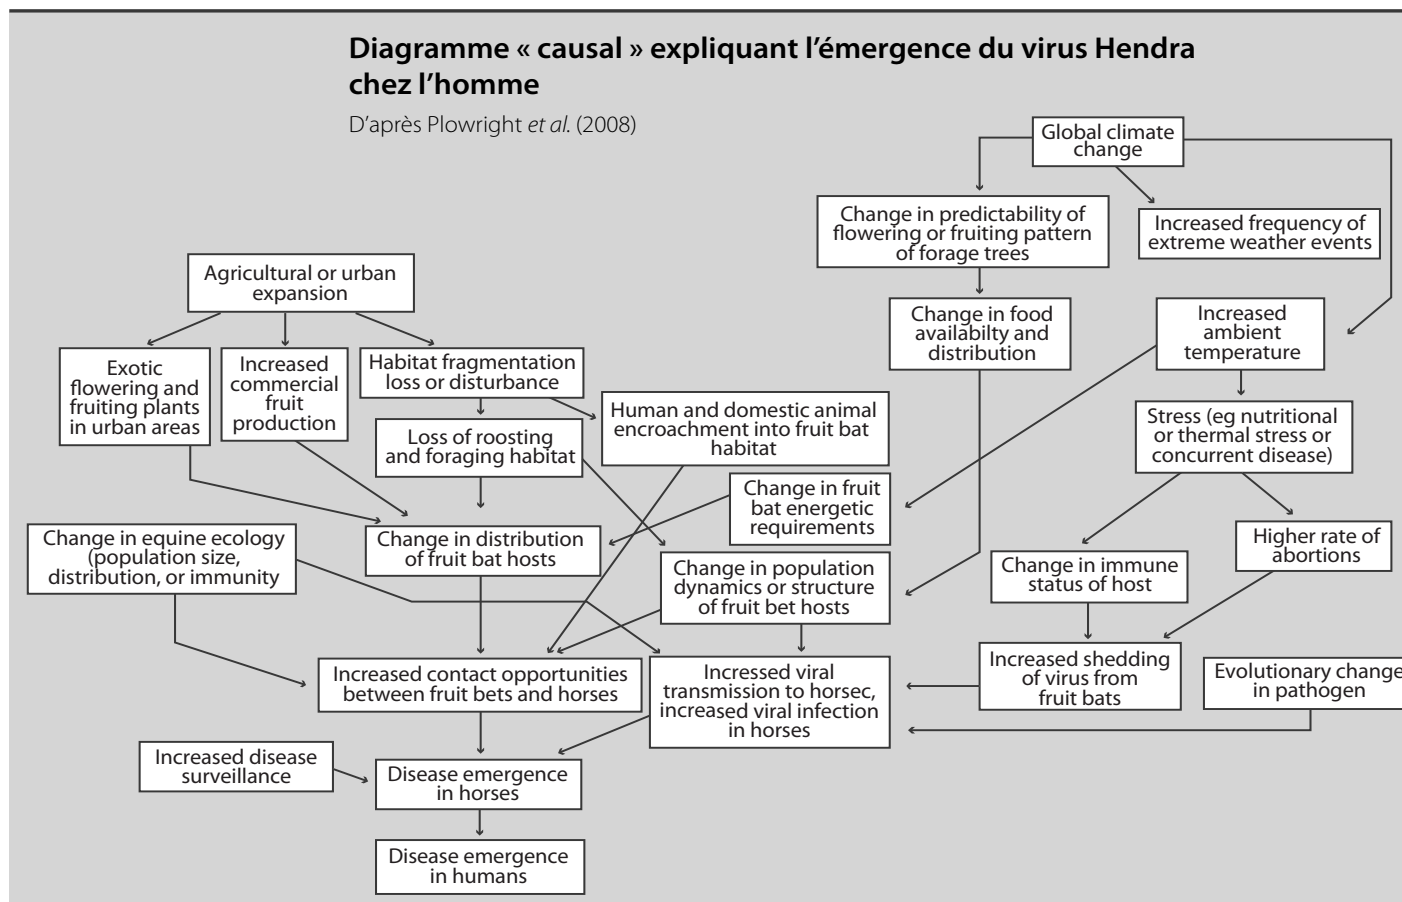 Diagramme « causal » expliquant l'émergence du virus Hendra
chez l'homme
D'après Plowright et al. (2008)
Global climate
change
Change in predictability of
flowering or fruiting pattern
of forage trees
Increased frequency of
extreme weather events
Agricultural or urban
expansion
Change in food
availabilty and
distribution
Increased
ambient
temperature
Exotic
flowering and
fruiting plants
in urban areas
Increased
commercial
fruit
production
Habitat fragmentation
loss or disturbance
Human and domestic animal
encroachment into fruit bat
habitat
Stress (eg nutritional
or thermal stress or
concurrent disease)
Loss of roosting
and foraging habitat
Change in fruit
bat energetic
requirements
Change in equine ecology
(population size,
distribution, or immunity
Change in distribution
of fruit bat hosts
Higher rate of
abortions
Change in population
dynamics or structure
of fruit bet hosts
Change in immune
status of host
Increased contact opportunities
between fruit bets and horses
Incressed viral
transmission to horsec,
increased viral infection
in horses
Increased shedding
of virus from
fruit bats
Evolutionary change
in pathogen
Increased disease
surveillance
Disease emergence
in horses
Disease emergence
in humans